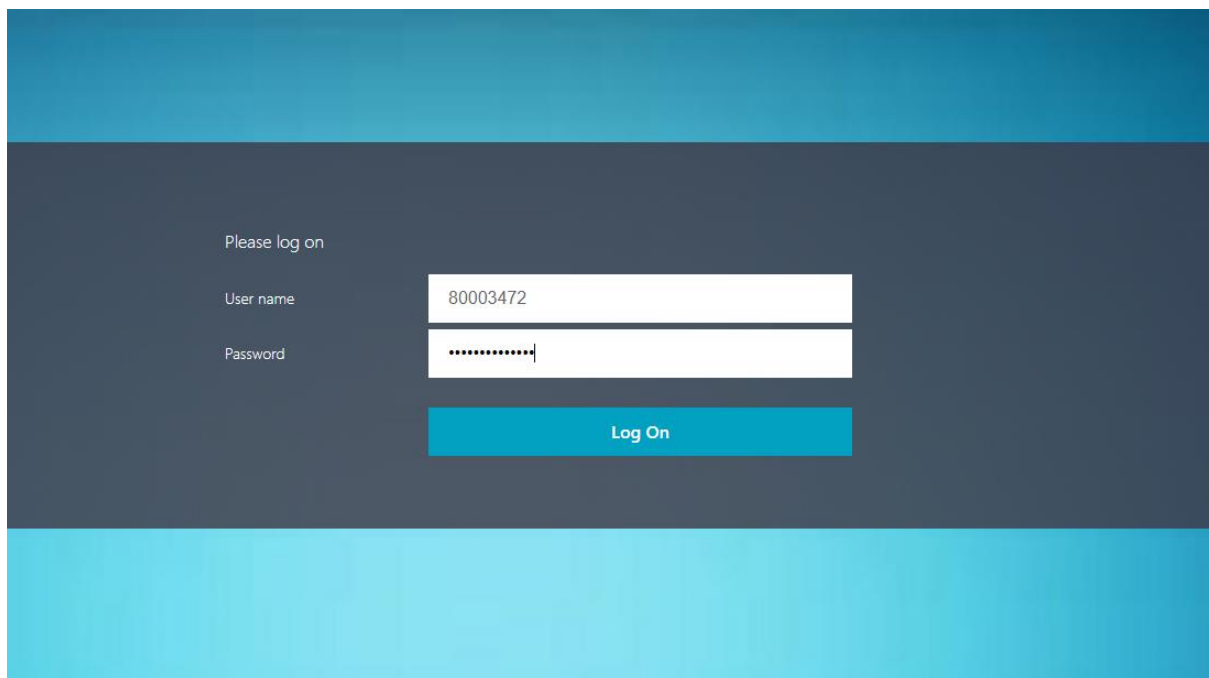 Please log on
User name 80003472
Password ••••••••••••••
Log On